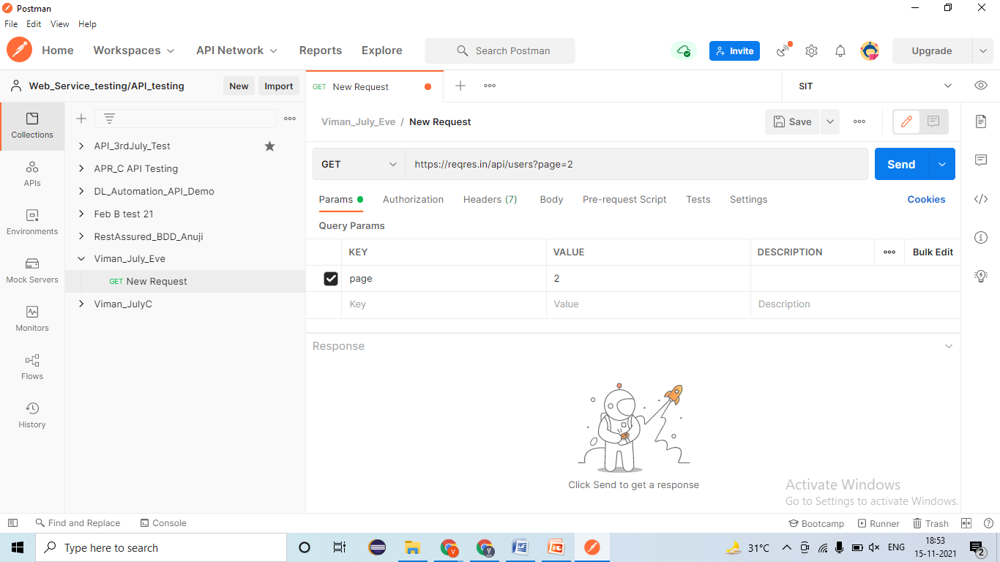 Postman
File Edit View Help
Home Workspaces API Network Reports Explore Search Postman Invite Upgrade
Web_Service_testing/API_testing New Import GET New Request SIT
Viman_July_Eve / New Request Save
Collections
APIs
Environments
Mock Servers
Monitors
Flows
History
API_3rdJuly_Test
APR_C API Testing
DL_Automation_API_Demo
Feb B test 21
RestAssured_BDD_Anuji
Viman_July_Eve
GET New Request
Viman_JulyC
GET https://reqres.in/api/users?page=2 Send
Params Authorization Headers (7) Body Pre-request Script Tests Settings Cookies
Query Params
KEY VALUE DESCRIPTION Bulk Edit
page 2
Key Value Description
Response
Click Send to get a response
Activate Windows
Go to Settings to activate Windows.
Find and Replace Console Bootcamp Runner Trash
Type here to search 31°C ENG 18:53
15-11-2021 2